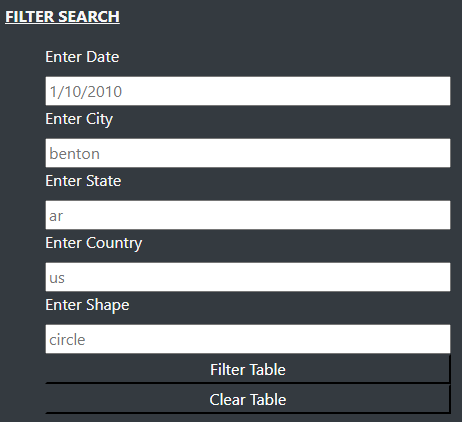 FILTER SEARCH
Enter Date
1/10/2010
Enter City
benton
Enter State
ar
Enter Country
us
Enter Shape
circle
Filter Table
Clear Table